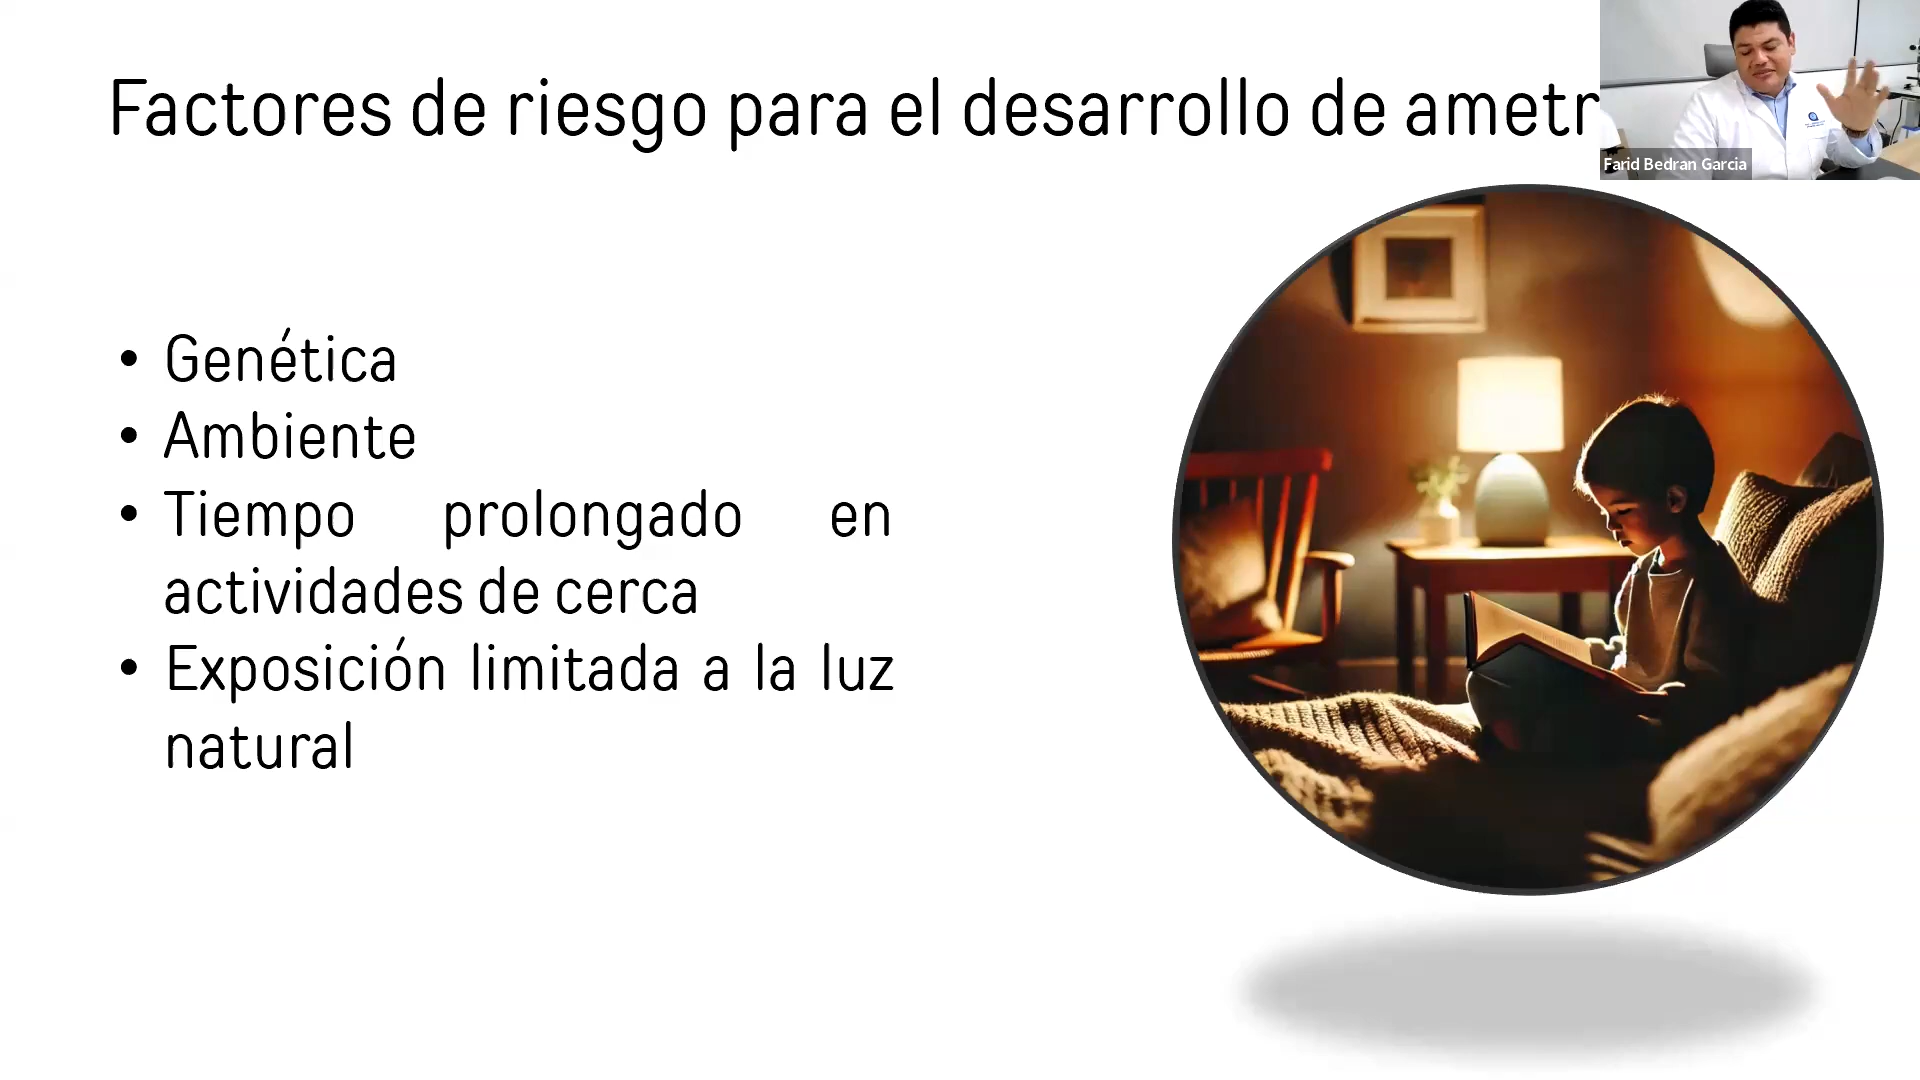 Factores de riesgo para el desarrollo de ametr
Farid Bedran Garcia
• Genética
• Ambiente
• Tiempo prolongado en
actividades de cerca
• Exposición limitada a la luz
natural